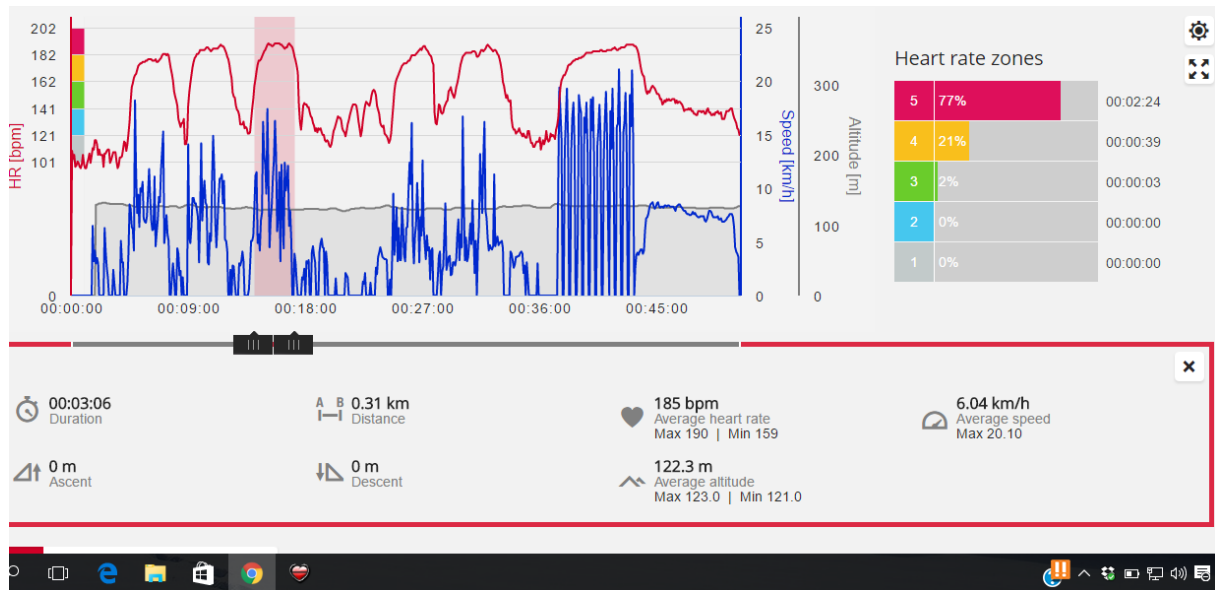 202
182
162
141
121
101
0
HR [bpm]
25
20
15
10
5
0
Speed [km/h]
300
200
100
0
Altitude [m]
00:00:00 00:09:00 00:18:00 00:27:00 00:36:00 00:45:00
Heart rate zones
5 77% 00:02:24
4 21% 00:00:39
3 2% 00:00:03
2 0% 00:00:00
1 0% 00:00:00
00:03:06
Duration
A B 0.31 km
Distance
185 bpm
Average heart rate
Max 190 | Min 159
6.04 km/h
Average speed
Max 20.10
0 m
Ascent
0 m
Descent
122.3 m
Average altitude
Max 123.0 | Min 121.0